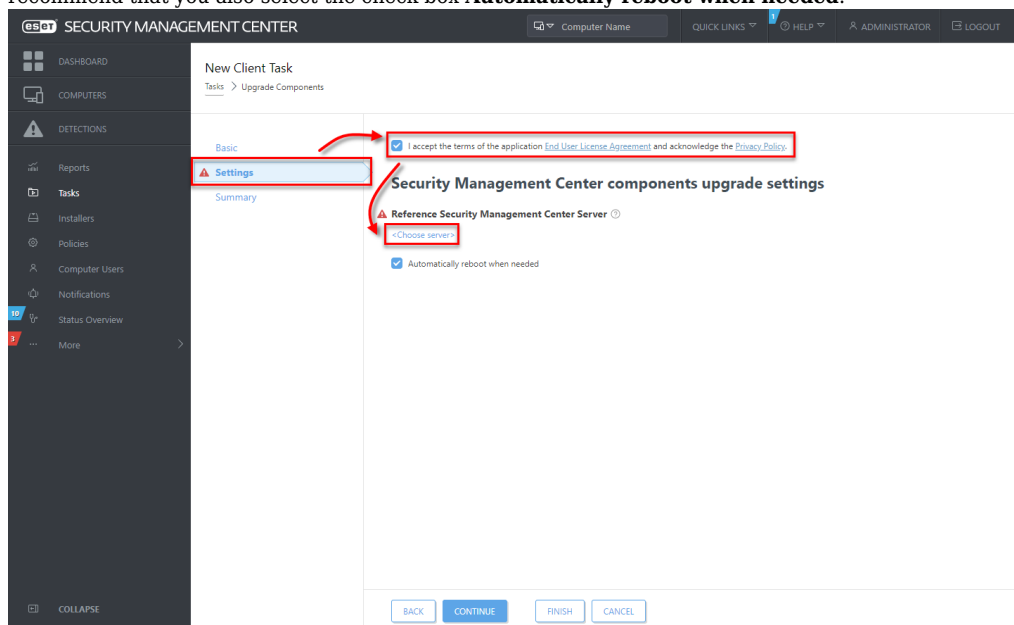 recommend that you also select the check box Automatically reboot when needed.
eset SECURITY MANAGEMENT CENTER
Computer Name
QUICK LINKS
1
HELP
ADMINISTRATOR
LOGOUT
DASHBOARD
COMPUTERS
DETECTIONS
Reports
Tasks
Installers
Policies
Computer Users
Notifications
10
Status Overview
3
More
COLLAPSE
New Client Task
Tasks > Upgrade Components
Basic
Settings
Summary
I accept the terms of the application End User License Agreement and acknowledge the Privacy Policy.
Security Management Center components upgrade settings
Reference Security Management Center Server
<Choose server>
Automatically reboot when needed
BACK
CONTINUE
FINISH
CANCEL